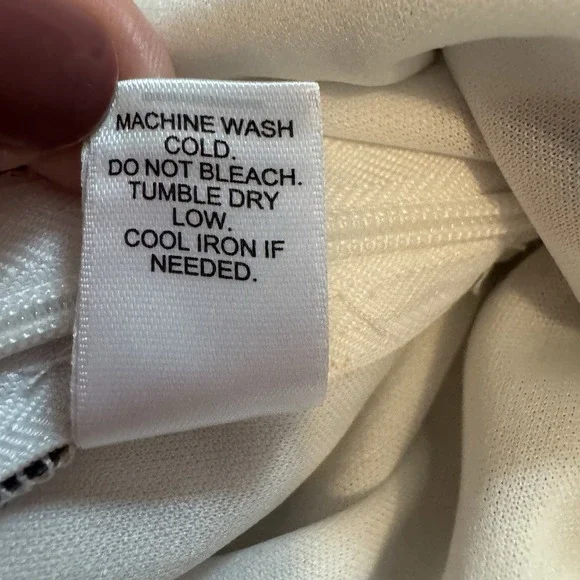 MACHINE WASH
COLD.
DO NOT BLEACH.
TUMBLE DRY
LOW.
COOL IRON IF
NEEDED.